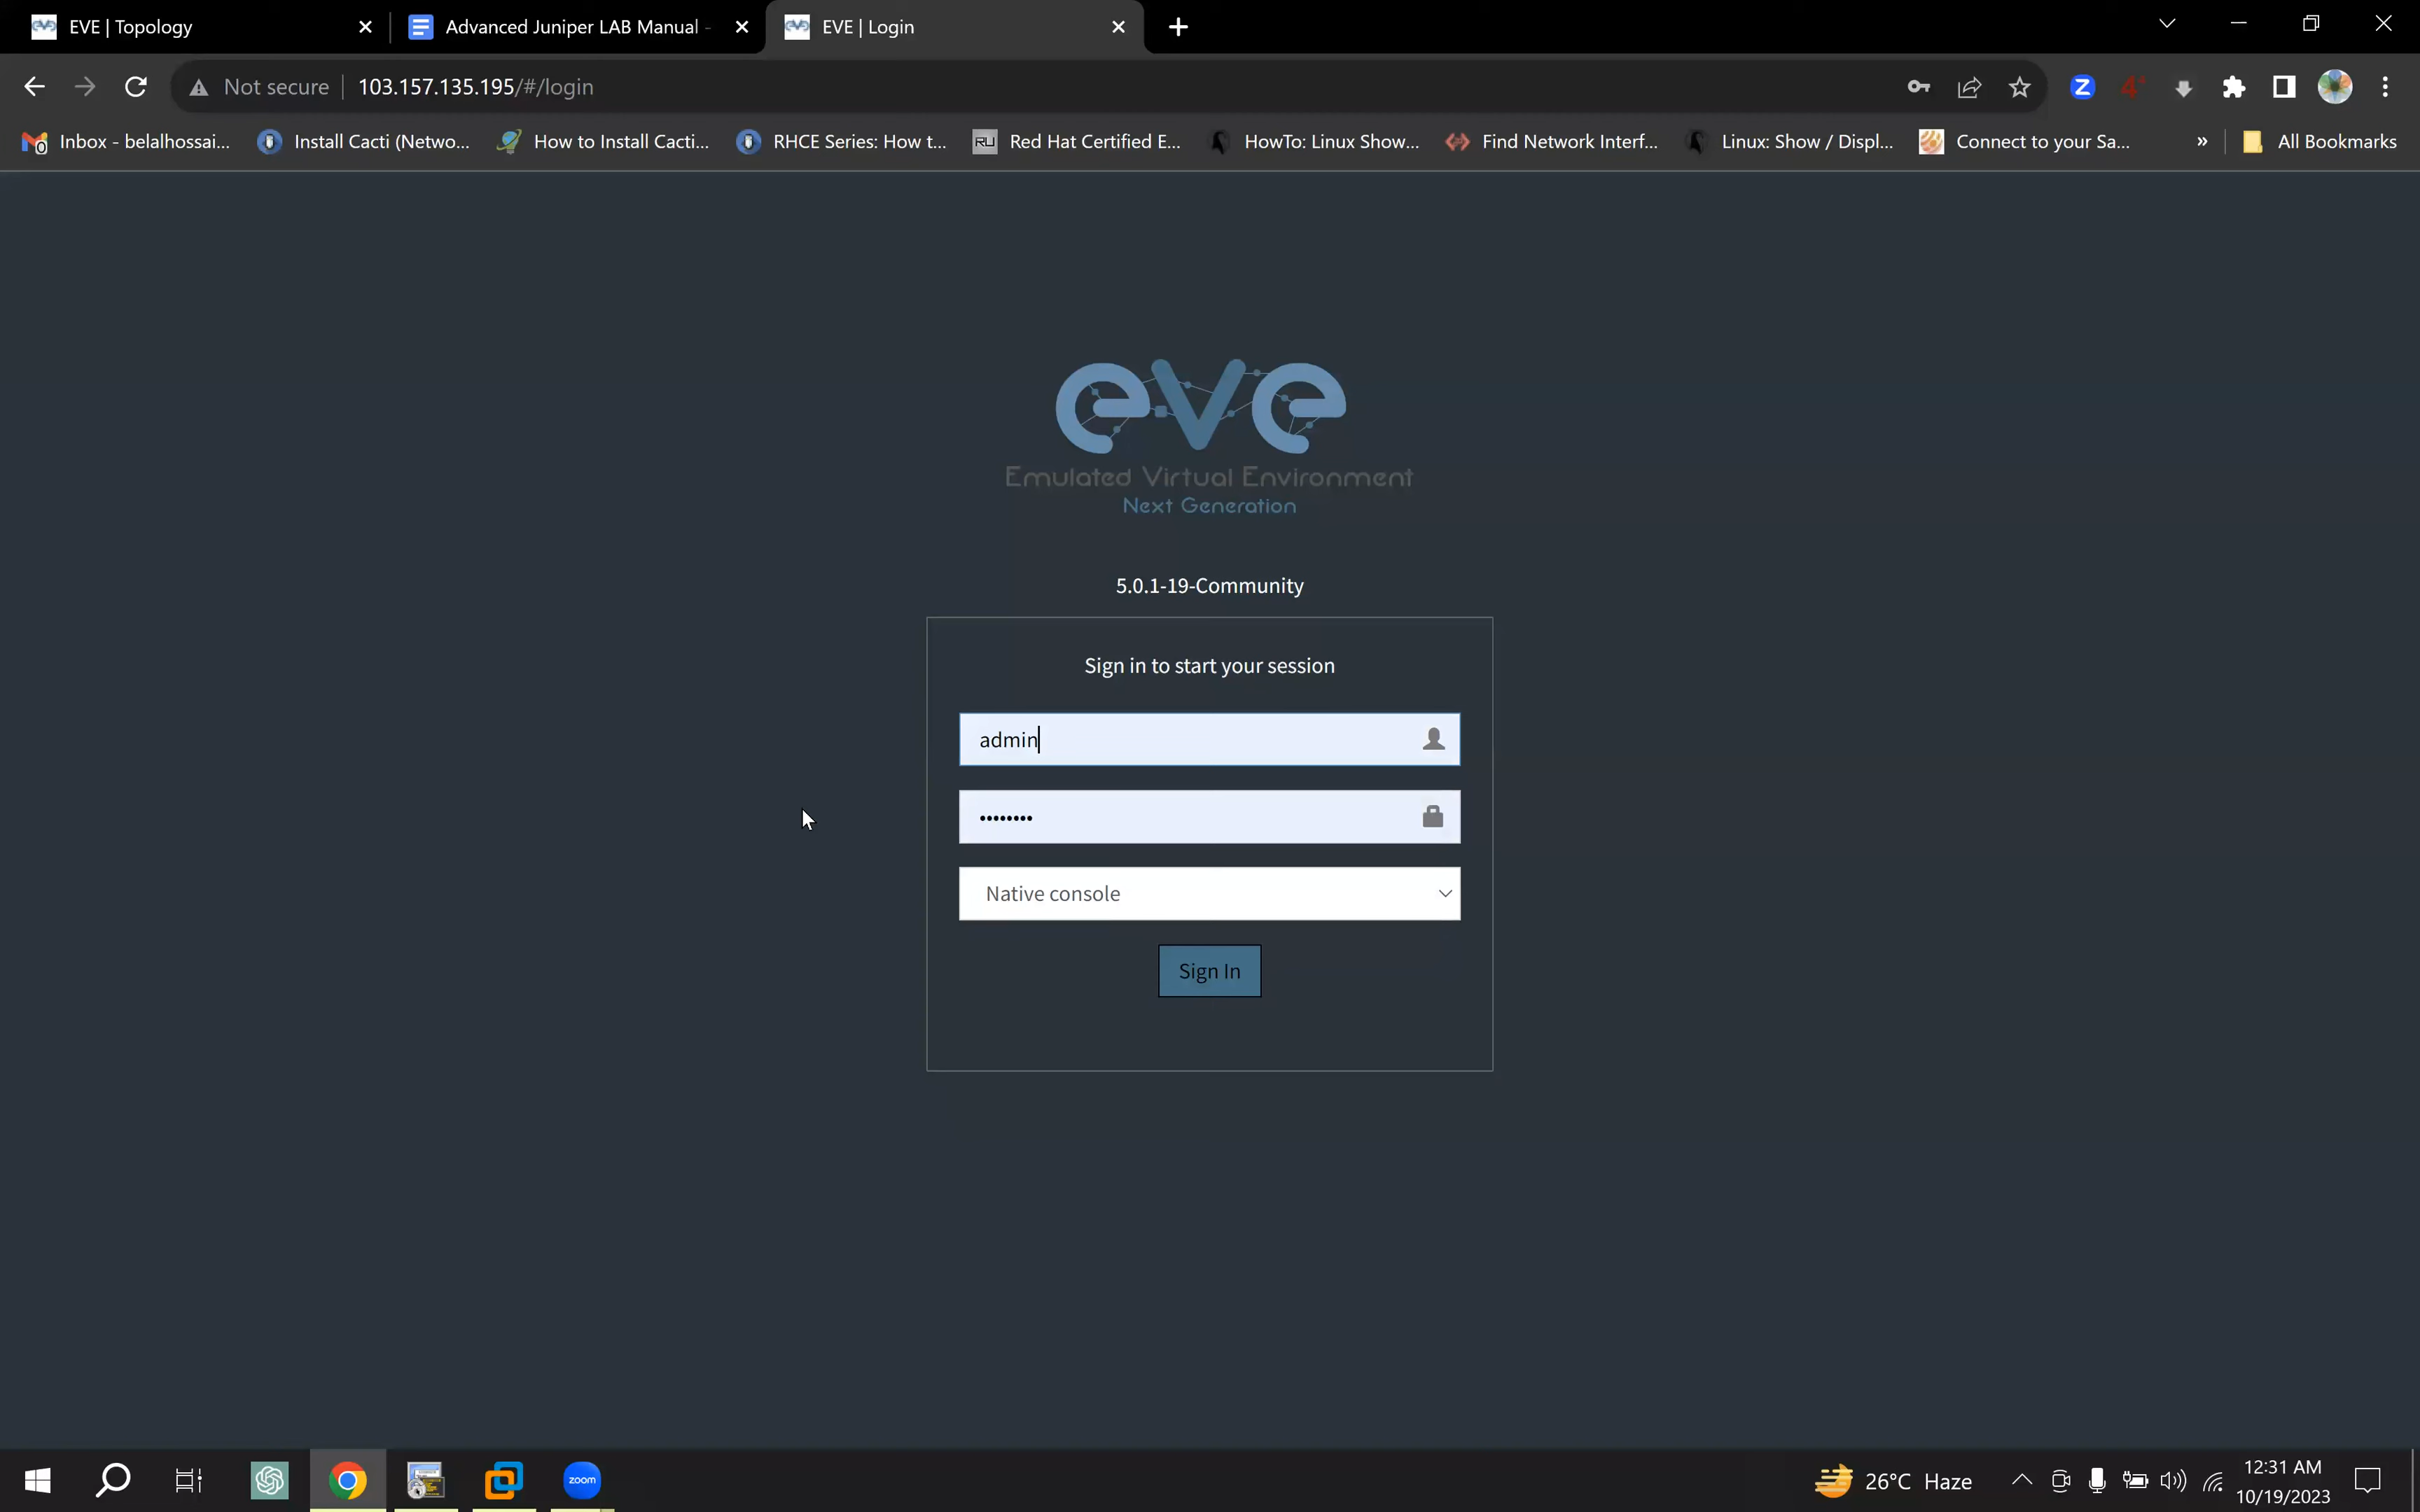 EVE | Topology
Advanced Juniper LAB Manual -
EVE | Login
Not secure
103.157.135.195/#/login
Inbox - belalhossai...
Install Cacti (Netwo...
How to Install Cacti...
RHCE Series: How t...
RU
Red Hat Certified E...
HowTo: Linux Show...
Find Network Interf...
Linux: Show / Displ...
Connect to your Sa...
»
All Bookmarks
eve
Emulated Virtual Environment
Next Generation
5.0.1-19-Community
Sign in to start your session
admin
••••••••
Native console
Sign In
zoom
26°C Haze
12:31 AM
10/19/2023